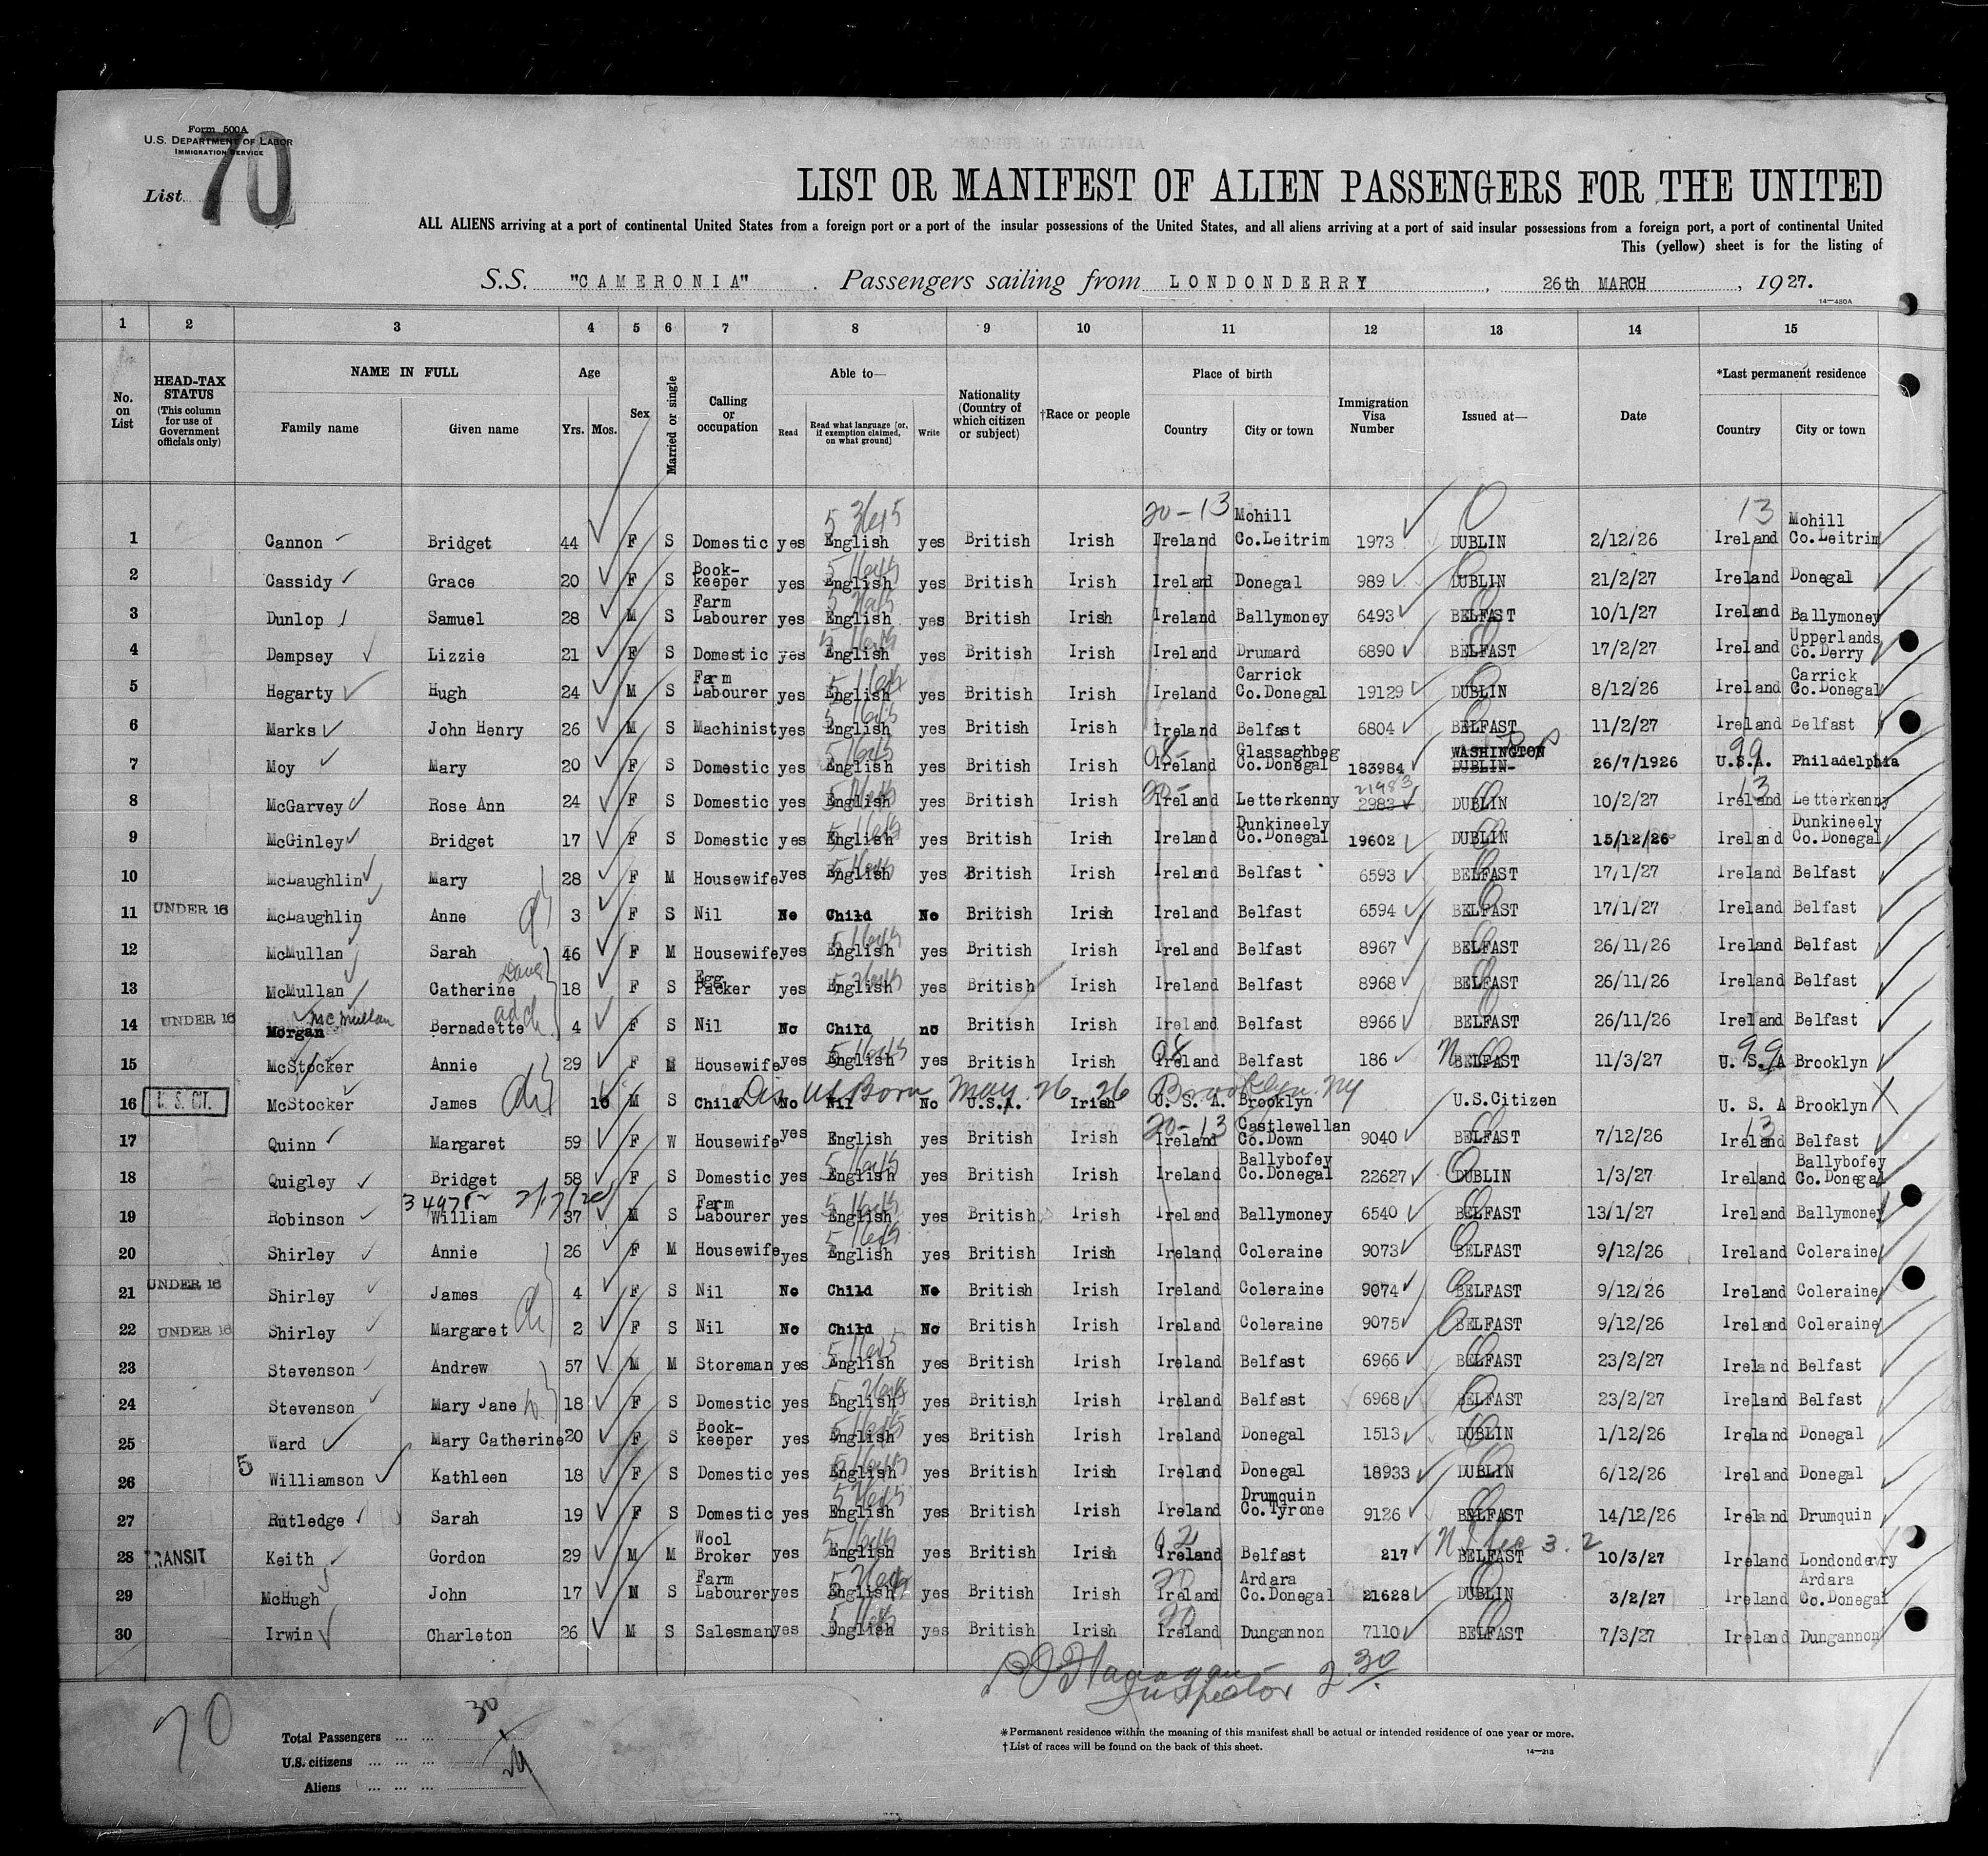 Form 500A
U.S. DEPARTMENT OF LABOR
IMMIGRATION SERVICE
List 70
LIST OR MANIFEST OF ALIEN PASSENGERS FOR THE UNITED
ALL ALIENS arriving at a port of continental United States from a foreign port or a port of the insular possessions of the United States, and all aliens arriving at a port of said insular possessions from a foreign port, a port of continental United
This (yellow) sheet is for the listing of
S.S. "CAMERONIA" Passengers sailing from LONDONDERRY, 26th MARCH, 1927.
14-480A
1 2 3 4 5 6 7 8 9 10 11 12 13 14 15
No. on List
HEAD-TAX STATUS (This column for use of Government officials only)
NAME IN FULL
Family name Given name
Age Yrs. Mos.
Sex
Married or single
Calling or occupation
Able to—
Read Read what language [or, if exemption claimed, on what ground] Write
Nationality (Country of which citizen or subject)
†Race or people
Place of birth
Country City or town
Immigration Visa Number
Issued at—
Date
*Last permanent residence
Country City or town
1 Cannon Bridget 44 F S Domestic yes English yes British Irish 20-13 Ireland Mohill Co.Leitrim 1973 DUBLIN 2/12/26 13 Ireland Mohill Co.Leitrim
2 Cassidy Grace 20 F S Book-keeper yes English yes British Irish Ireland Donegal 989 DUBLIN 21/2/27 Ireland Donegal
3 Dunlop Samuel 28 M S Farm Labourer yes English yes British Irish Ireland Ballymoney 6493 BELFAST 10/1/27 Ireland Ballymoney
4 Dempsey Lizzie 21 F S Domestic yes English yes British Irish Ireland Drumard 6890 BELFAST 17/2/27 Ireland Upperlands Co.Derry
5 Hegarty Hugh 24 M S Farm Labourer yes English yes British Irish Ireland Carrick Co.Donegal 19129 DUBLIN 8/12/26 Ireland Carrick Co.Donegal
6 Marks John Henry 26 M S Machinist yes English yes British Irish Ireland Belfast 6804 BELFAST 11/2/27 Ireland Belfast
7 Moy Mary 20 F S Domestic yes English yes British Irish Ireland Glassaghbeg Co.Donegal 183984 WASHINGTON DUBLIN 26/7/1926 99 U.S.A. Philadelphia
8 McGarvey Rose Ann 24 F S Domestic yes English yes British Irish Ireland Letterkenny 21983 2983 DUBLIN 10/2/27 13 Ireland Letterkenny
9 McGinley Bridget 17 F S Domestic yes English yes British Irish Ireland Dunkineely Co.Donegal 19602 DUBLIN 15/12/26 Ireland Dunkineely Co.Donegal
10 McLaughlin Mary 28 F M Housewife yes English yes British Irish Ireland Belfast 6593 BELFAST 17/1/27 Ireland Belfast
11 UNDER 16 McLaughlin Anne 3 F S Nil No Child No British Irish Ireland Belfast 6594 BELFAST 17/1/27 Ireland Belfast
12 McMullan Sarah 46 F M Housewife yes English yes British Irish Ireland Belfast 8967 BELFAST 26/11/26 Ireland Belfast
13 McMullan Catherine 18 F S Egg Packer yes English yes British Irish Ireland Belfast 8968 BELFAST 26/11/26 Ireland Belfast
14 UNDER 16 Morgan McMullan Bernadette 4 F S Nil No Child no British Irish Ireland Belfast 8966 BELFAST 26/11/26 Ireland Belfast
15 McStocker Annie 29 F M Housewife yes English yes British Irish Ireland Belfast 186 BELFAST 11/3/27 99 U. S. A Brooklyn
16 U. S. CIT. McStocker James 10 M S Child No Nil No U.S.A. Irish U. S. A. Brooklyn U.S.Citizen U. S. A Brooklyn
Born May 26 26 Brooklyn NY
17 Quinn Margaret 59 F W Housewife yes English yes British Irish 20-13 Ireland Castlewellan Co.Down 9040 BELFAST 7/12/26 13 Ireland Belfast
18 Quigley Bridget 58 F S Domestic yes English yes British Irish Ireland Ballybofey Co.Donegal 22627 DUBLIN 1/3/27 Ireland Ballybofey Co.Donegal
19 Robinson William 37 M S Farm Labourer yes English yes British Irish Ireland Ballymoney 6540 BELFAST 13/1/27 Ireland Ballymoney
20 Shirley Annie 26 F M Housewife yes English yes British Irish Ireland Coleraine 9073 BELFAST 9/12/26 Ireland Coleraine
21 UNDER 16 Shirley James 4 F S Nil No Child No British Irish Ireland Coleraine 9074 BELFAST 9/12/26 Ireland Coleraine
22 UNDER 16 Shirley Margaret 2 F S Nil No Child No British Irish Ireland Coleraine 9075 BELFAST 9/12/26 Ireland Coleraine
23 Stevenson Andrew 57 M M Storeman yes English yes British Irish Ireland Belfast 6966 BELFAST 23/2/27 Ireland Belfast
24 Stevenson Mary Jane 18 F S Domestic yes English yes British Irish Ireland Belfast 6968 BELFAST 23/2/27 Ireland Belfast
25 Ward Mary Catherine 20 F S Book-keeper yes English yes British Irish Ireland Donegal 1513 DUBLIN 1/12/26 Ireland Donegal
26 5 Williamson Kathleen 18 F S Domestic yes English yes British Irish Ireland Donegal 18933 DUBLIN 6/12/26 Ireland Donegal
27 Rutledge Sarah 19 F S Domestic yes English yes British Irish Ireland Drumquin Co.Tyrone 9126 BELFAST 14/12/26 Ireland Drumquin
28 TRANSIT Keith Gordon 29 M M Wool Broker yes English yes British Irish Ireland Belfast 217 BELFAST 10/3/27 Ireland Londonderry
29 McHugh John 17 M S Farm Labourer yes English yes British Irish 20 Ireland Ardara Co.Donegal 21628 DUBLIN 3/2/27 Ireland Ardara Co.Donegal
30 Irwin Charleton 26 M S Salesman yes English yes British Irish 20 Ireland Dungannon 7110 BELFAST 7/3/27 Ireland Dungannon
Inspector 2.30
70
Total Passengers ... ... 30
U.S. citizens ... ... ...
Aliens ... ... ...
*Permanent residence within the meaning of this manifest shall be actual or intended residence of one year or more.
†List of races will be found on the back of this sheet.
14-213